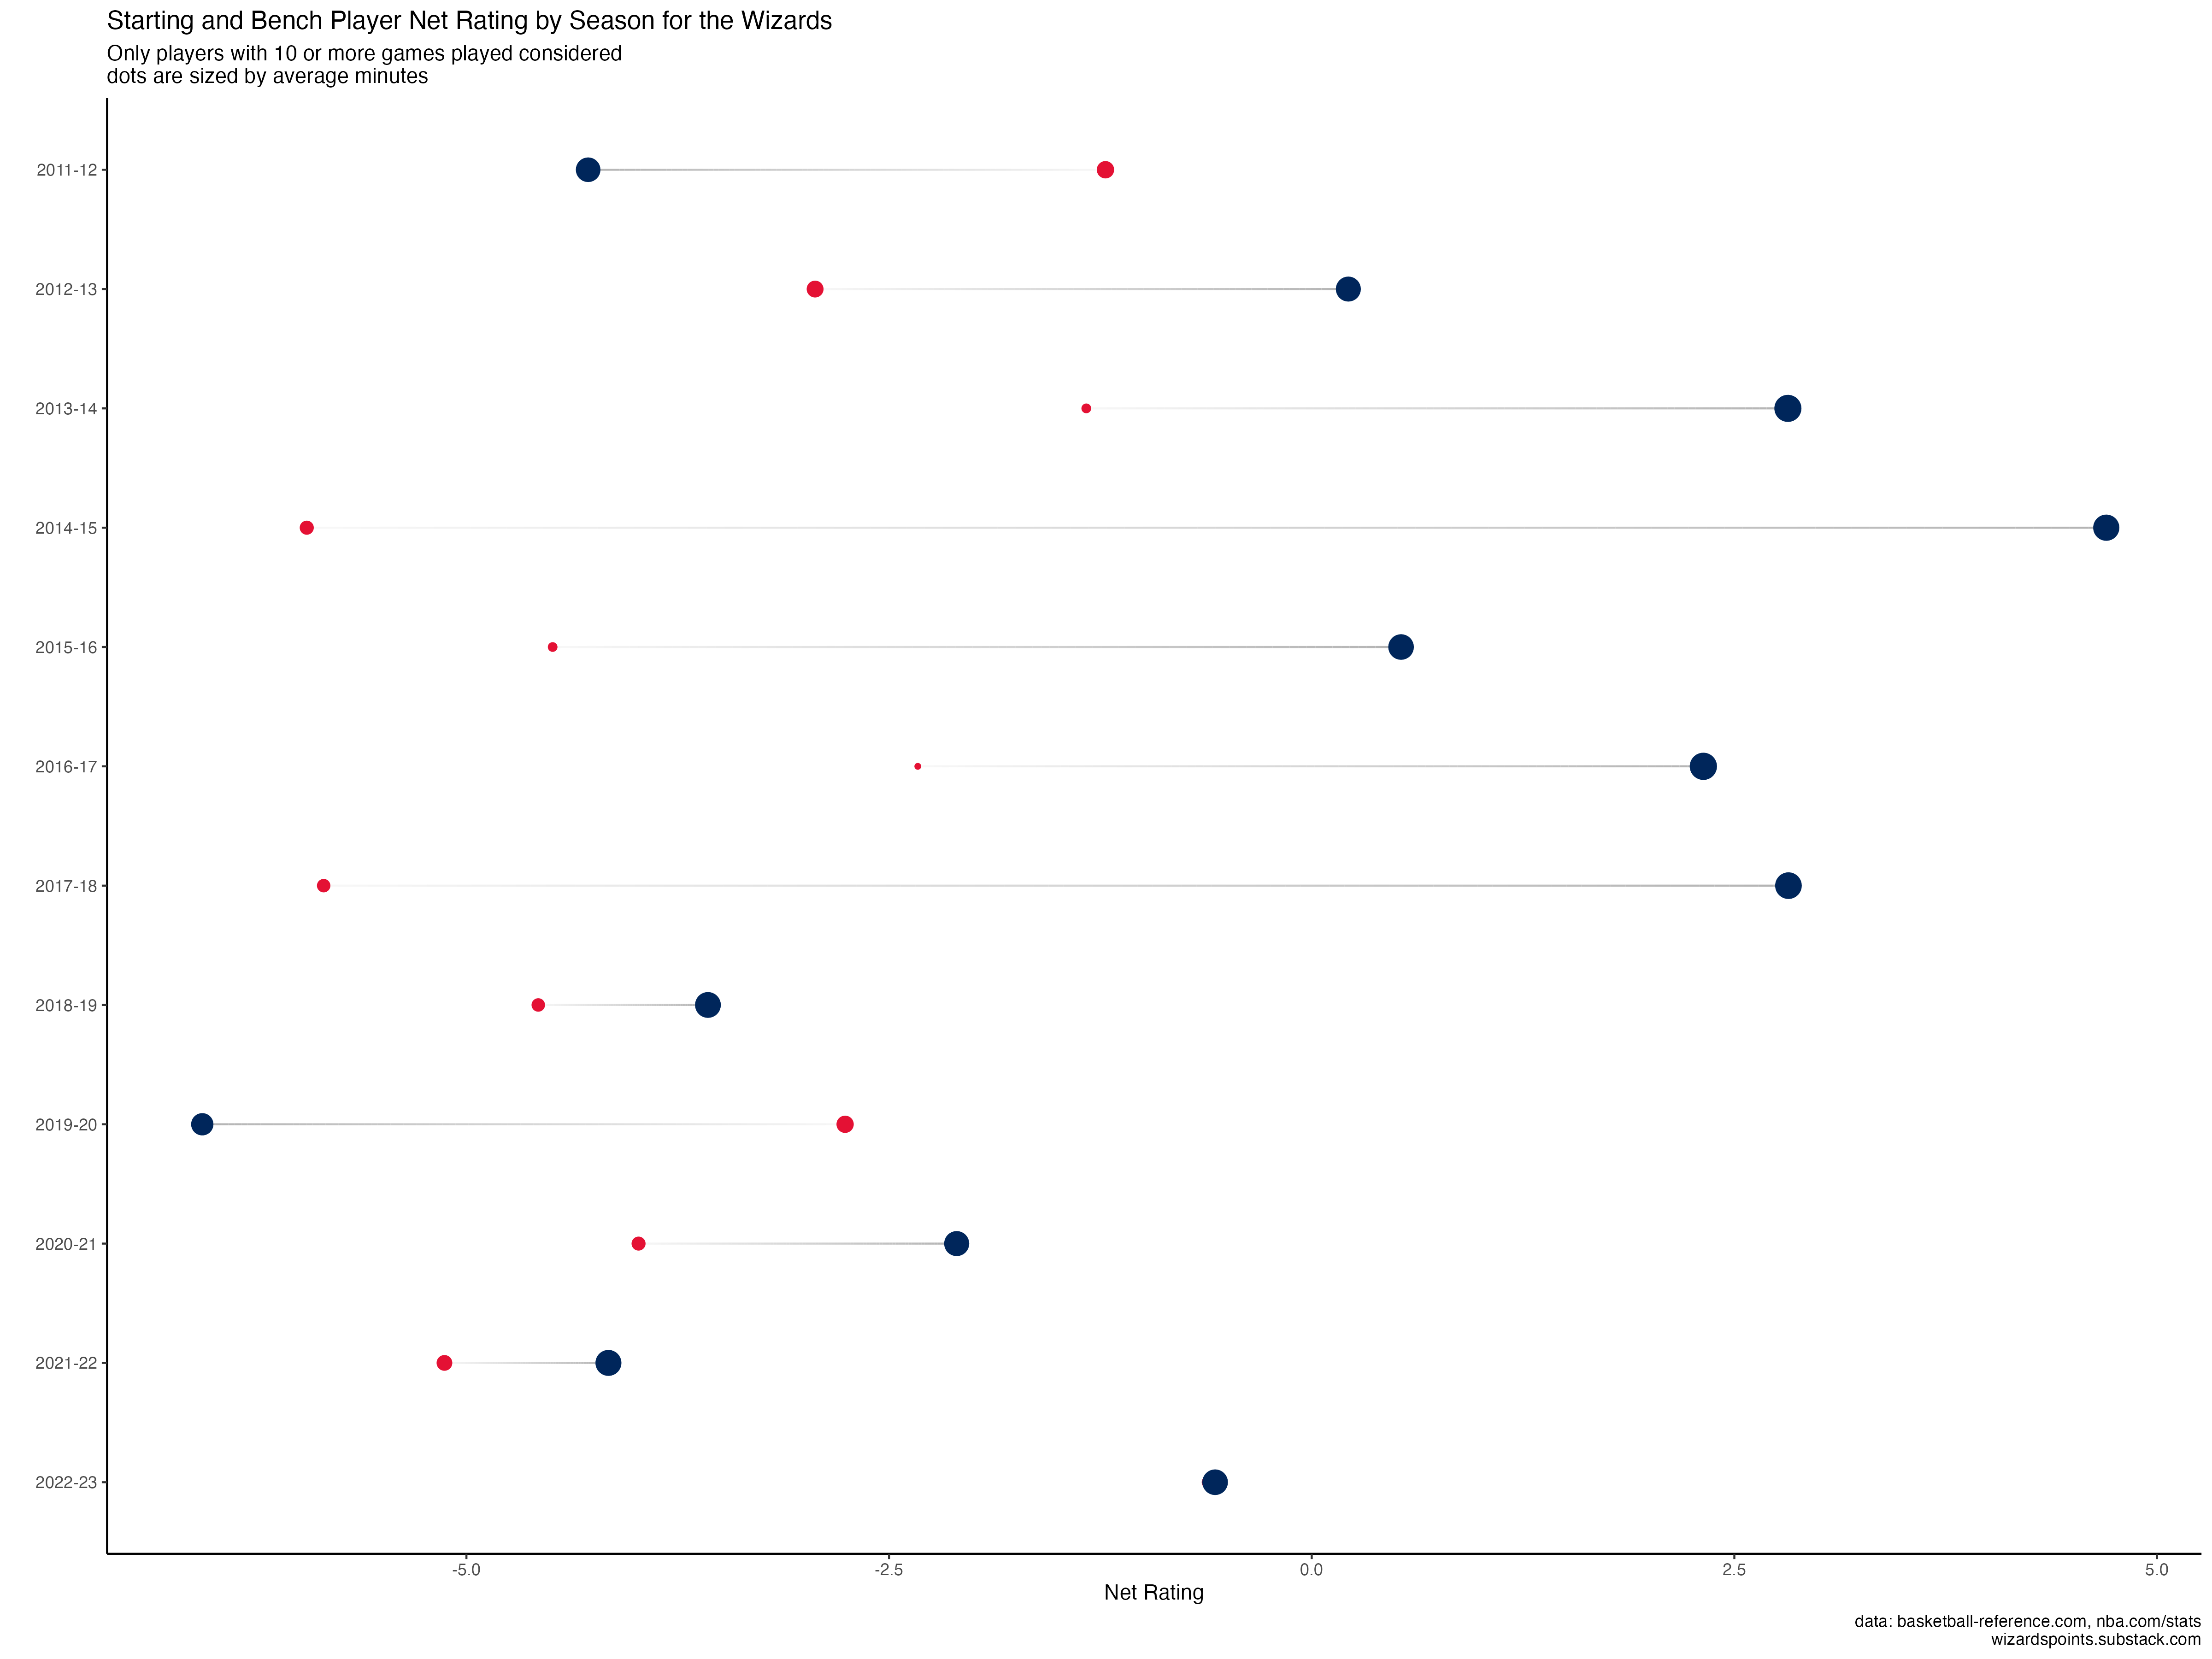 Starting and Bench Player Net Rating by Season for the Wizards
Only players with 10 or more games played considered
dots are sized by average minutes
2011-12
2012-13
2013-14
2014-15
2015-16
2016-17
2017-18
2018-19
2019-20
2020-21
2021-22
2022-23
-5.0 -2.5 0.0 2.5 5.0
Net Rating
data: basketball-reference.com, nba.com/stats
wizardspoints.substack.com